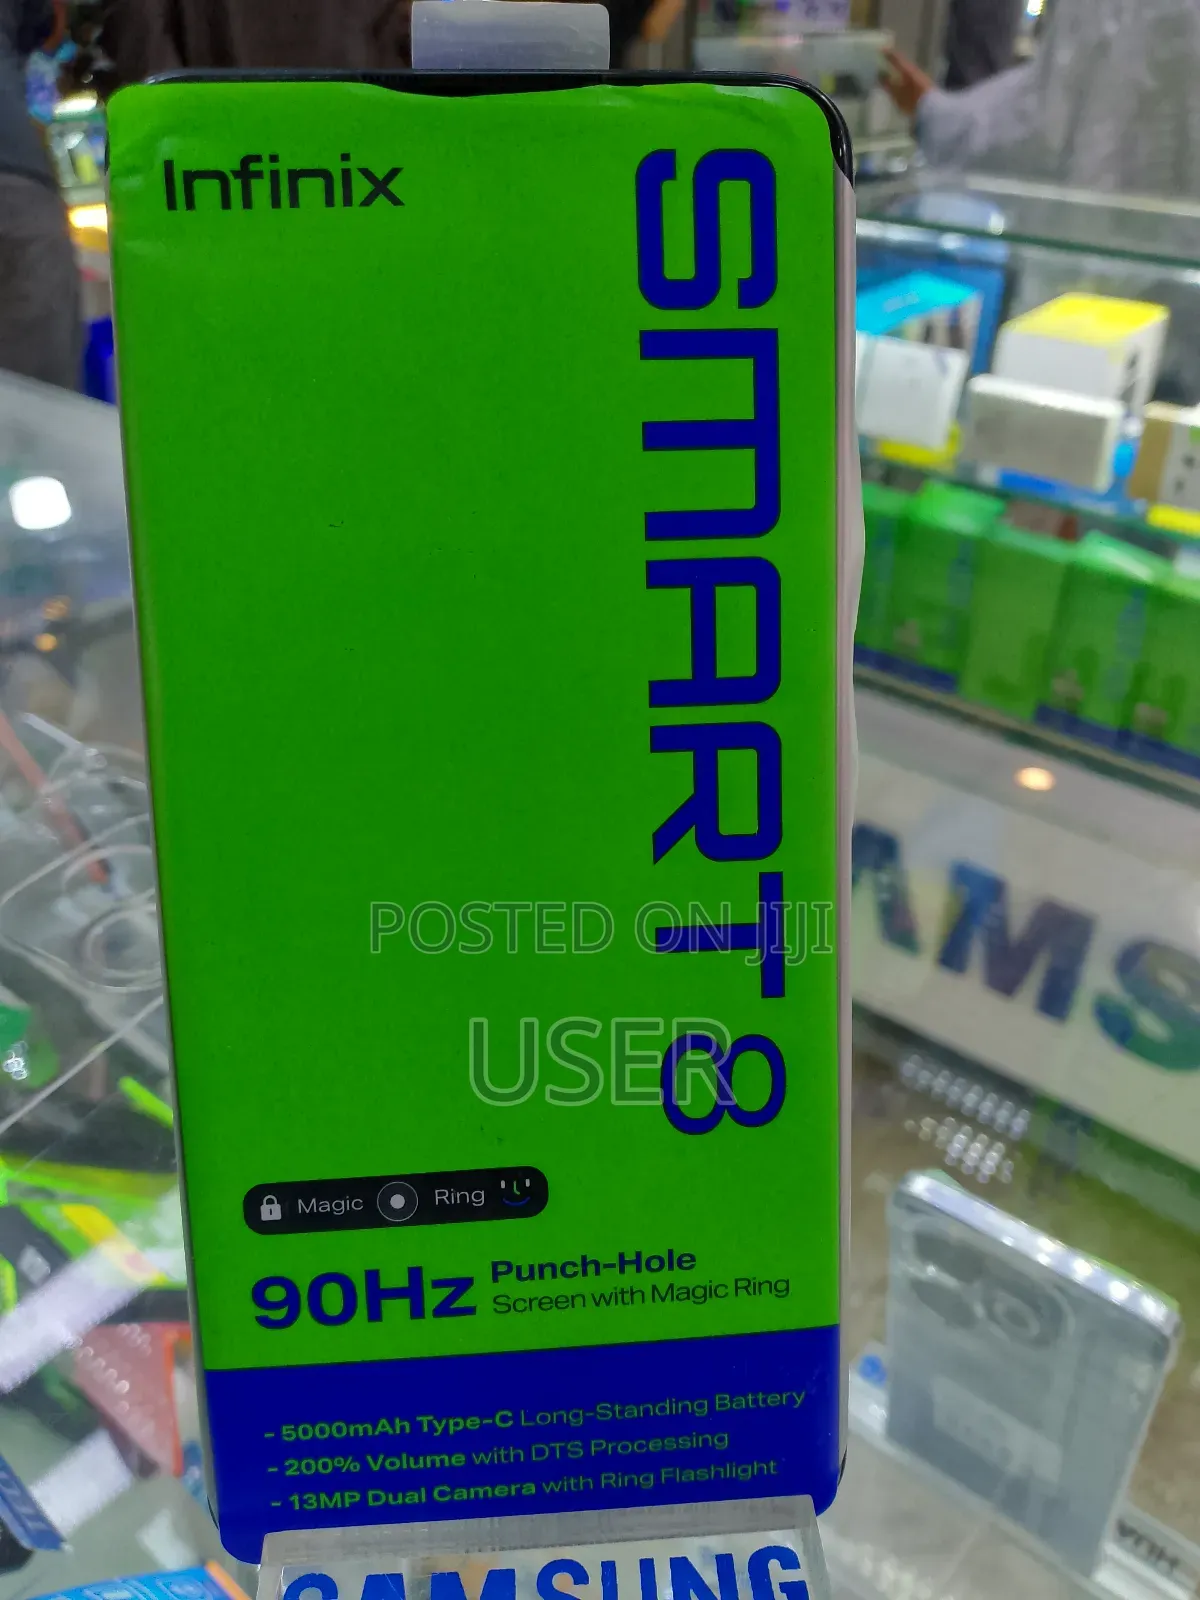 Infinix
SMART 8
POSTED ON JIJI
USER
Magic Ring
90Hz
Punch-Hole
Screen with Magic Ring
- 5000mAh Type-C Long-Standing Battery
- 200% Volume with DTS Processing
- 13MP Dual Camera with Ring Flashlight
SAMSUNG
AMS